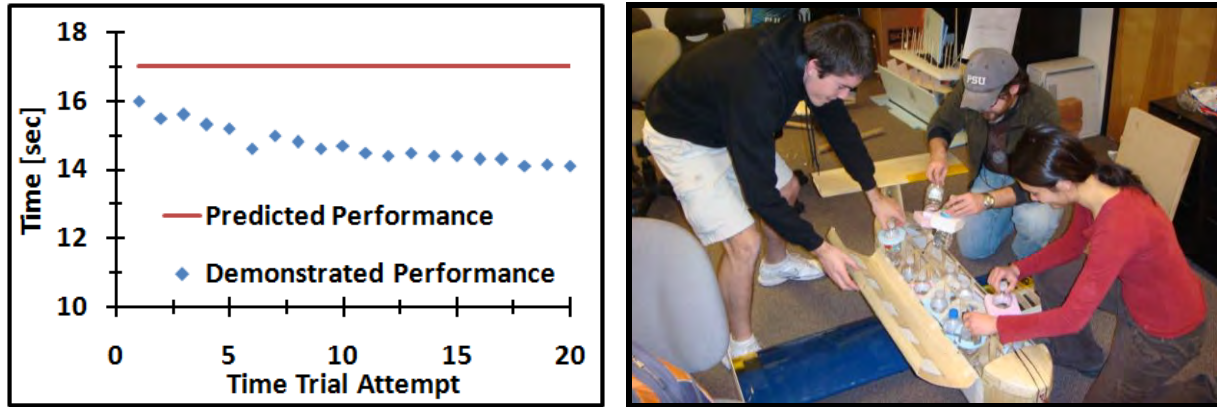 18
16
14
12
10
Time [sec]
Predicted Performance
Demonstrated Performance
0 5 10 15 20
Time Trial Attempt
PSU